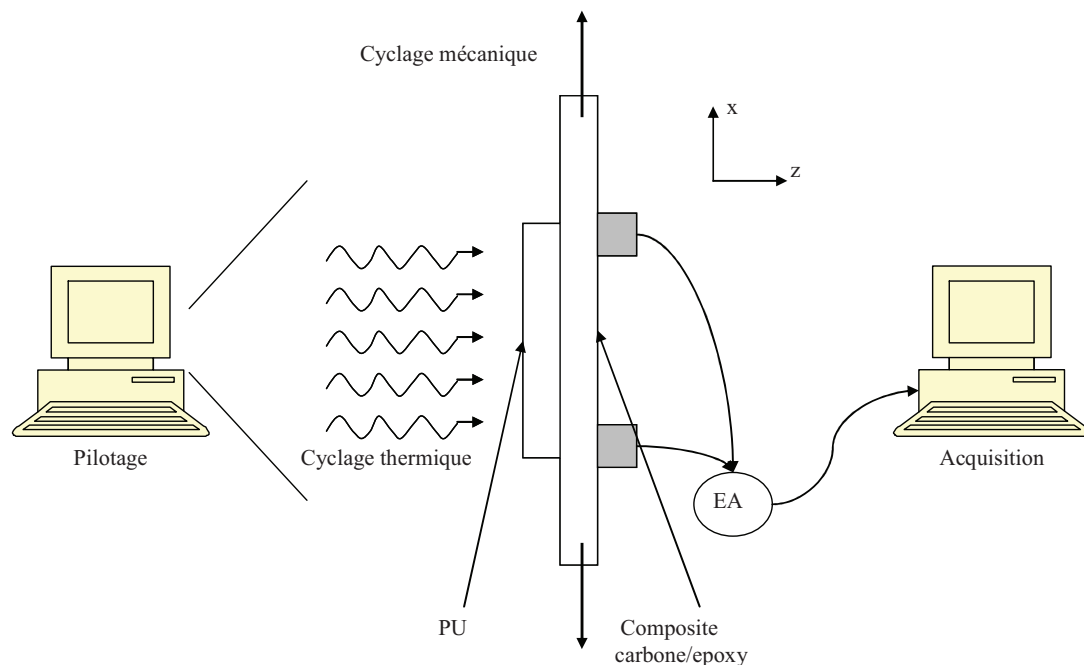 Cyclage mécanique
x
z
Pilotage
Cyclage thermique
Acquisition
EA
PU
Composite
carbone/epoxy